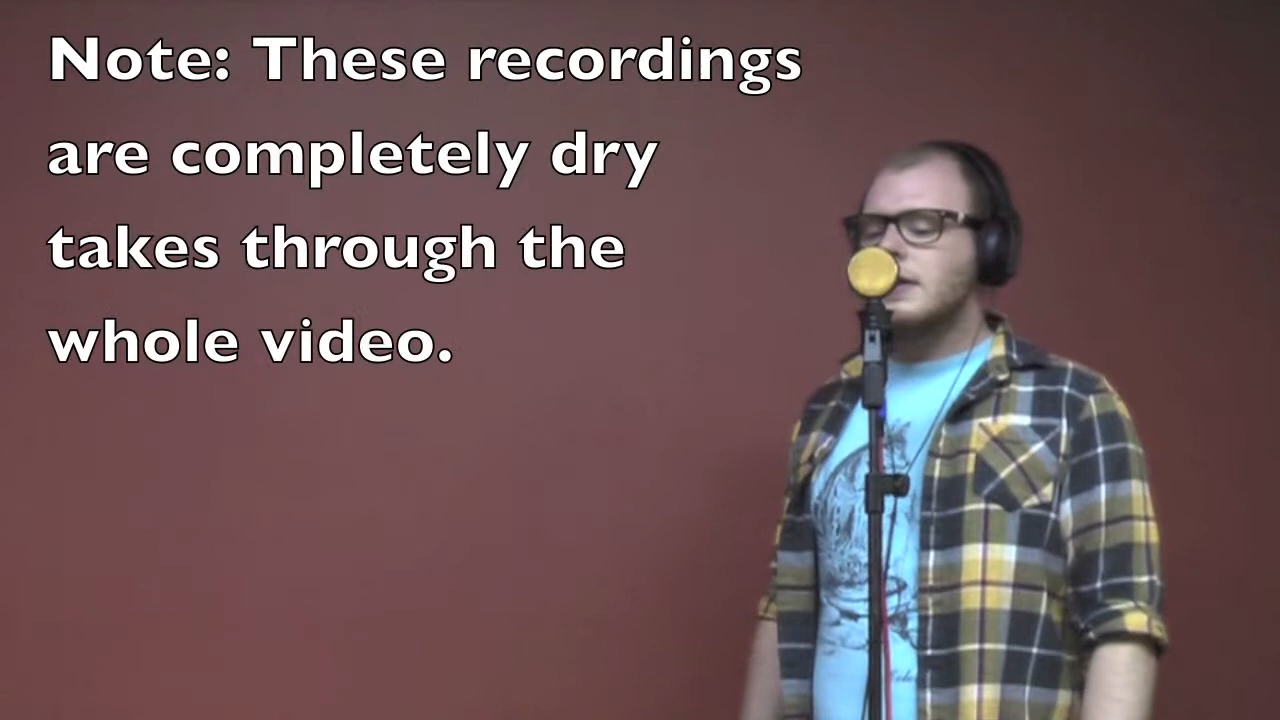 Note: These recordings
are completely dry
takes through the
whole video.